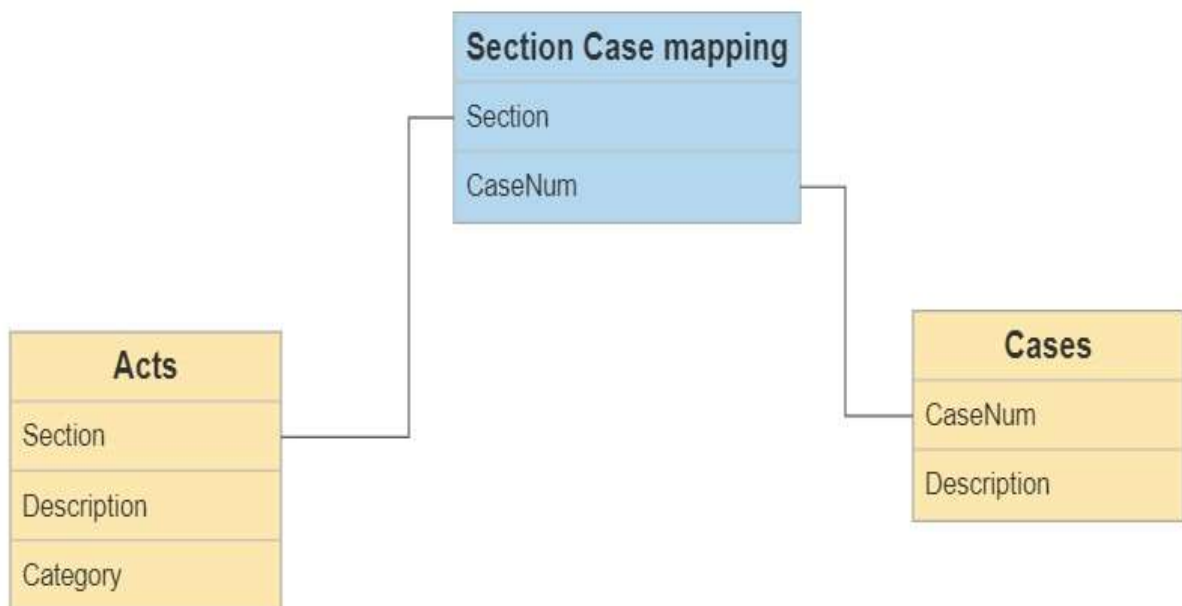 Section Case mapping
Section
CaseNum
Acts
Section
Description
Category
Cases
CaseNum
Description